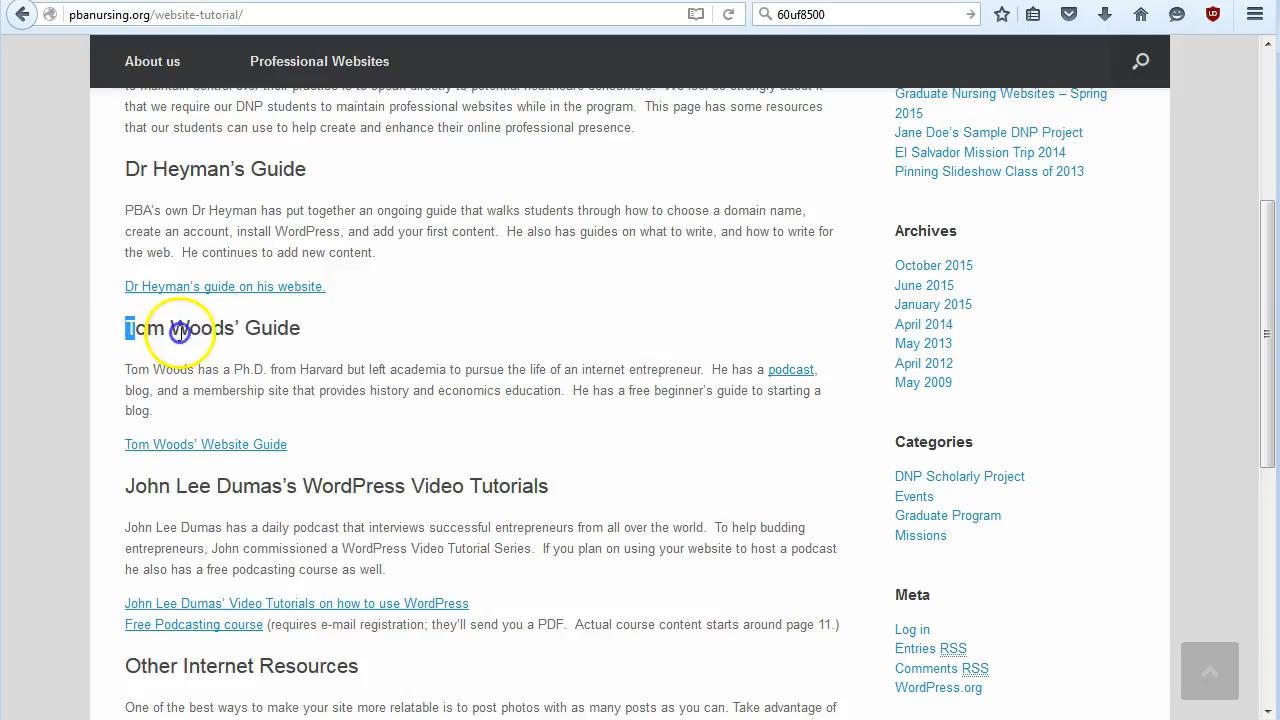 pbanursing.org/website-tutorial/
60uf8500
About us
Professional Websites
that we require our DNP students to maintain professional websites while in the program.  This page has some resources
that our students can use to help create and enhance their online professional presence.
Dr Heyman's Guide
PBA's own Dr Heyman has put together an ongoing guide that walks students through how to choose a domain name,
create an account, install WordPress, and add your first content.  He also has guides on what to write, and how to write for
the web.  He continues to add new content.
Dr Heyman's guide on his website.
Tom Woods' Guide
Tom Woods has a Ph.D. from Harvard but left academia to pursue the life of an internet entrepreneur.  He has a podcast,
blog, and a membership site that provides history and economics education.  He has a free beginner's guide to starting a
blog.
Tom Woods' Website Guide
John Lee Dumas's WordPress Video Tutorials
John Lee Dumas has a daily podcast that interviews successful entrepreneurs from all over the world.  To help budding
entrepreneurs, John commissioned a WordPress Video Tutorial Series.  If you plan on using your website to host a podcast
he also has a free podcasting course as well.
John Lee Dumas' Video Tutorials on how to use WordPress
Free Podcasting course (requires e-mail registration; they'll send you a PDF.  Actual course content starts around page 11.)
Other Internet Resources
One of the best ways to make your site more relatable is to post photos with as many posts as you can. Take advantage of
Graduate Nursing Websites – Spring
2015
Jane Doe's Sample DNP Project
El Salvador Mission Trip 2014
Pinning Slideshow Class of 2013
Archives
October 2015
June 2015
January 2015
April 2014
May 2013
April 2012
May 2009
Categories
DNP Scholarly Project
Events
Graduate Program
Missions
Meta
Log in
Entries RSS
Comments RSS
WordPress.org